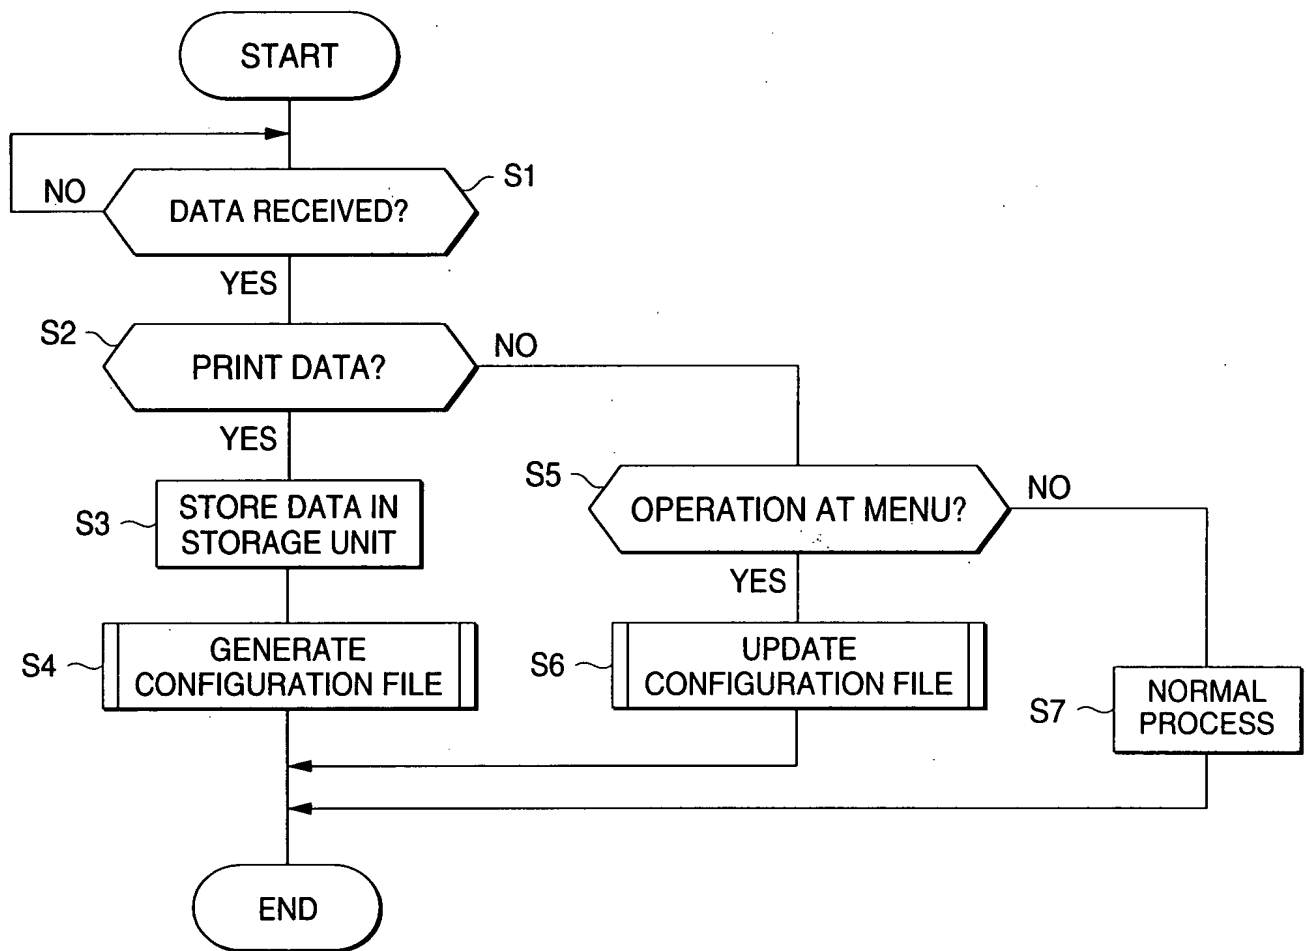 START
NO
DATA RECEIVED?
S1
YES
S2
PRINT DATA?
NO
YES
S3
STORE DATA IN
STORAGE UNIT
S5
OPERATION AT MENU?
NO
YES
S4
GENERATE
CONFIGURATION FILE
S6
UPDATE
CONFIGURATION FILE
S7
NORMAL
PROCESS
END